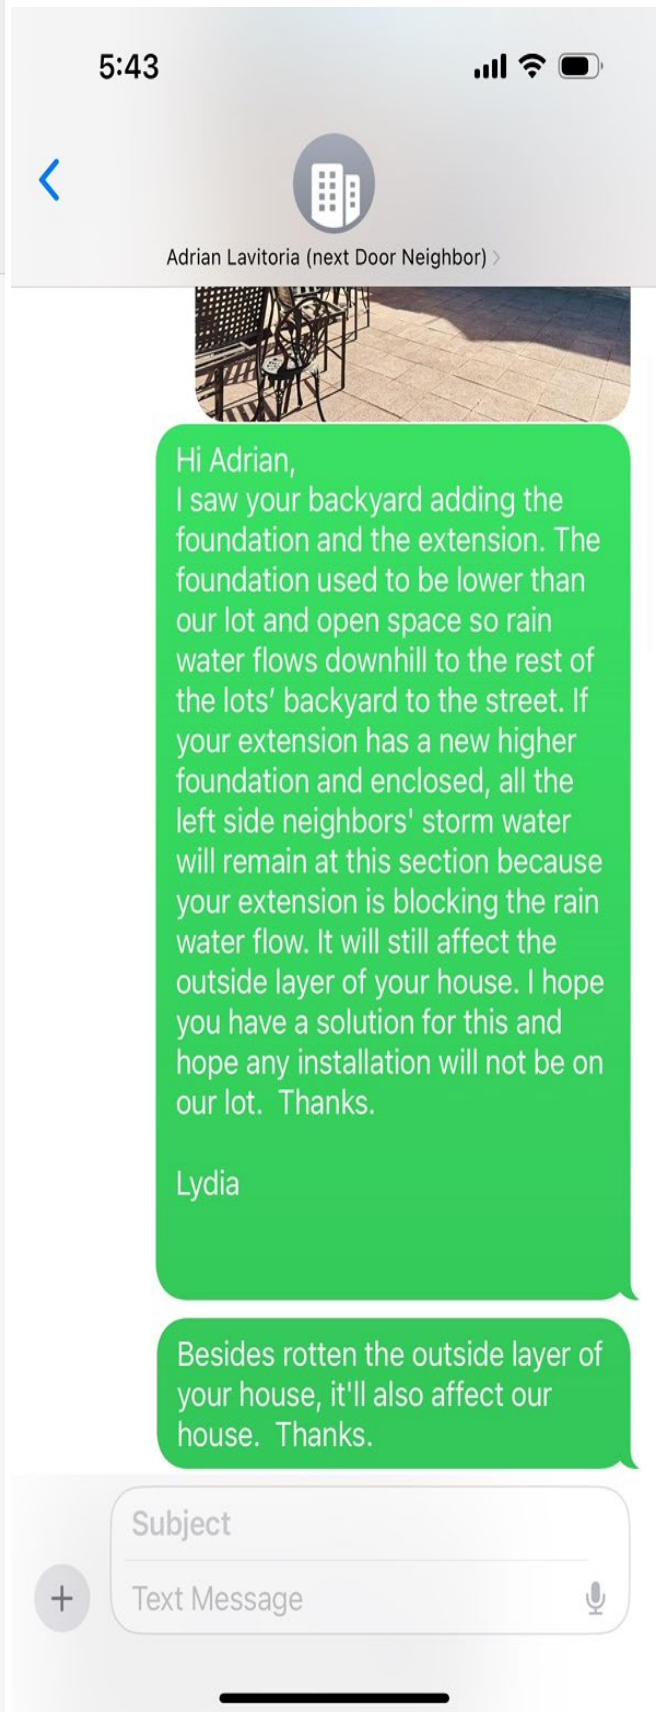 5:43
Adrian Lavitoria (next Door Neighbor)
Hi Adrian,
I saw your backyard adding the
foundation and the extension. The
foundation used to be lower than
our lot and open space so rain
water flows downhill to the rest of
the lots’ backyard to the street. If
your extension has a new higher
foundation and enclosed, all the
left side neighbors' storm water
will remain at this section because
your extension is blocking the rain
water flow. It will still affect the
outside layer of your house. I hope
you have a solution for this and
hope any installation will not be on
our lot.  Thanks.
Lydia
Besides rotten the outside layer of
your house, it'll also affect our
house.  Thanks.
Subject
Text Message